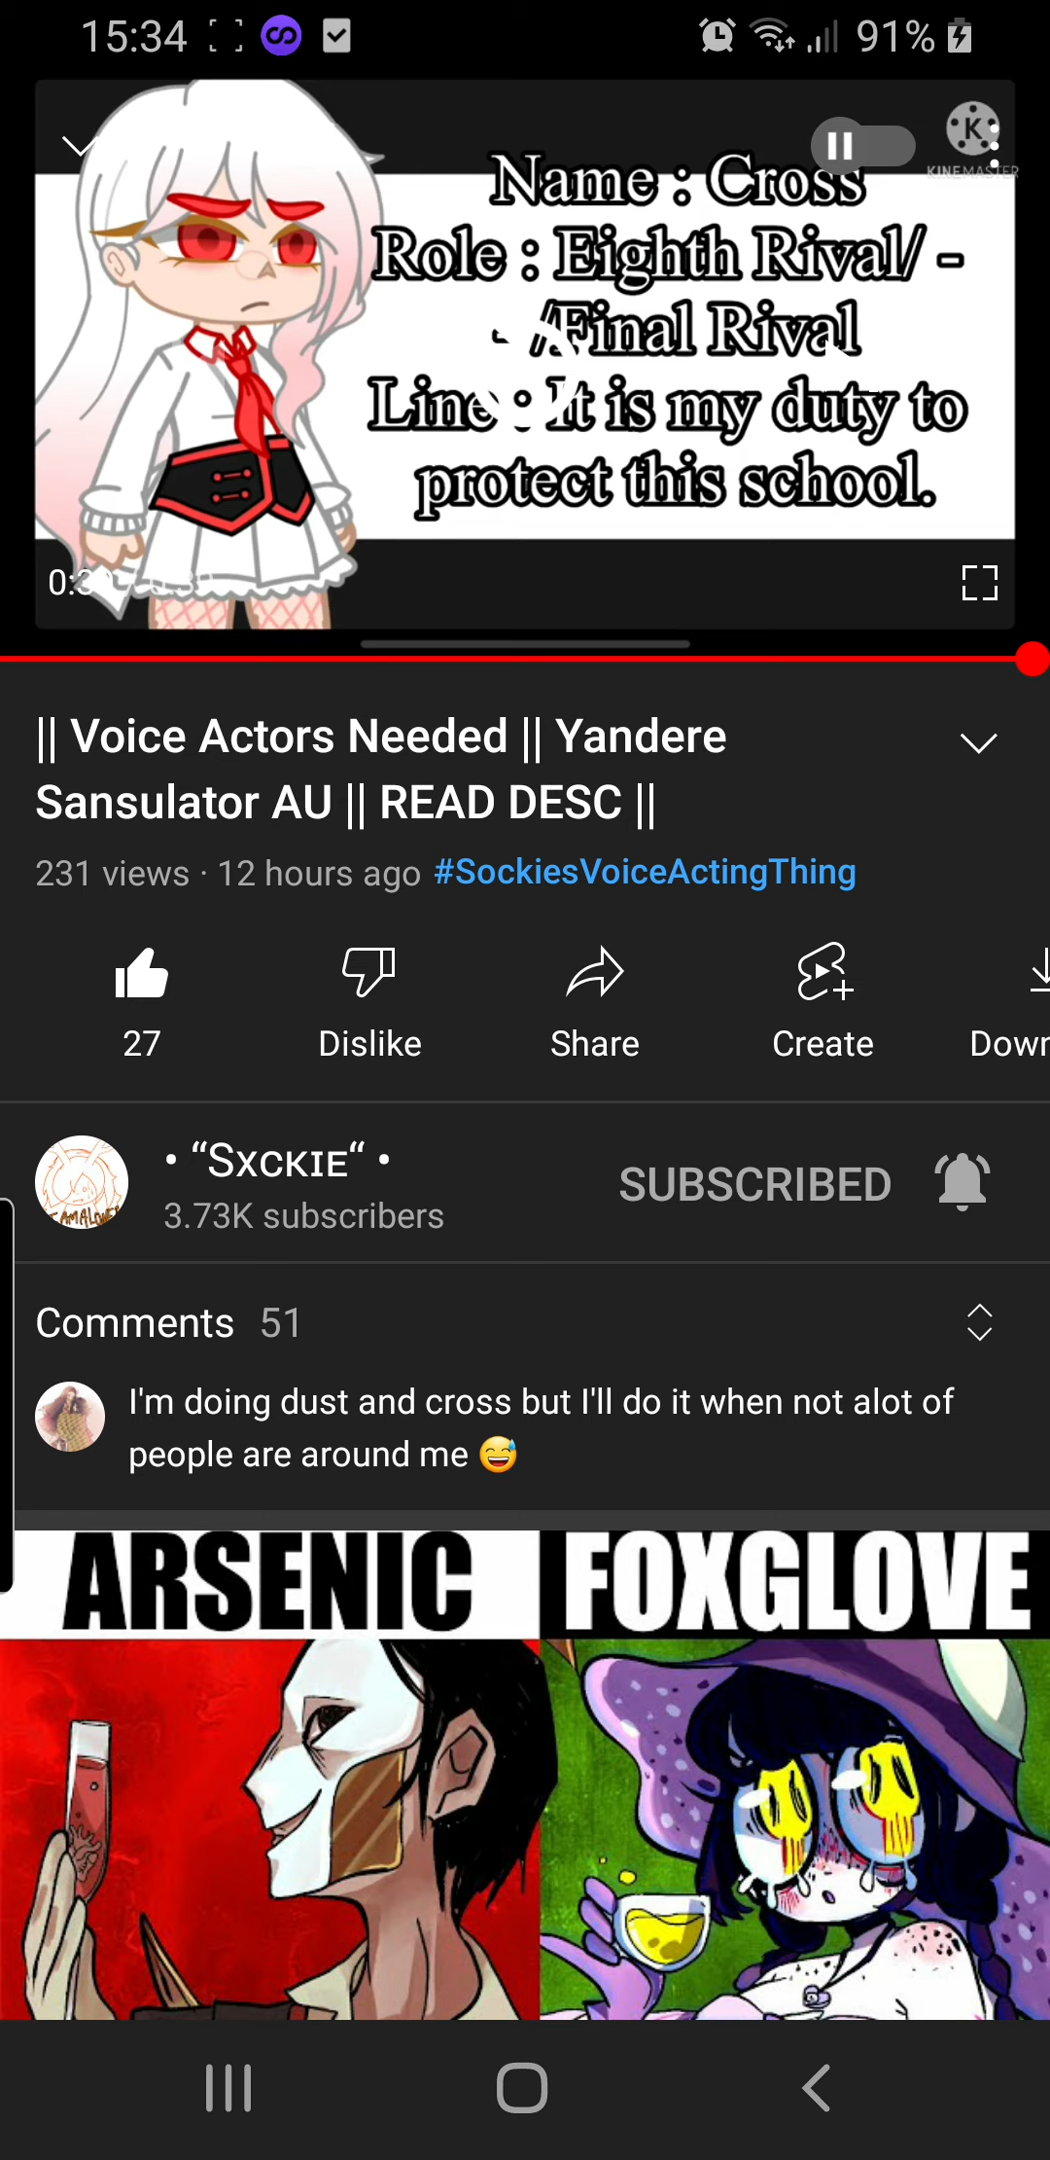 15:34
91%
K
KINEMASTER
Name : Cross
Role : Eighth Rival/ -
- /Final Rival
Line : It is my duty to
protect this school.
|| Voice Actors Needed || Yandere
Sansulator AU || READ DESC ||
231 views · 12 hours ago #SockiesVoiceActingThing
27
Dislike
Share
Create
Down
• “Sxckie“ •
3.73K subscribers
SUBSCRIBED
Comments 51
I'm doing dust and cross but I'll do it when not alot of
people are around me 😅
ARSENIC
FOXGLOVE